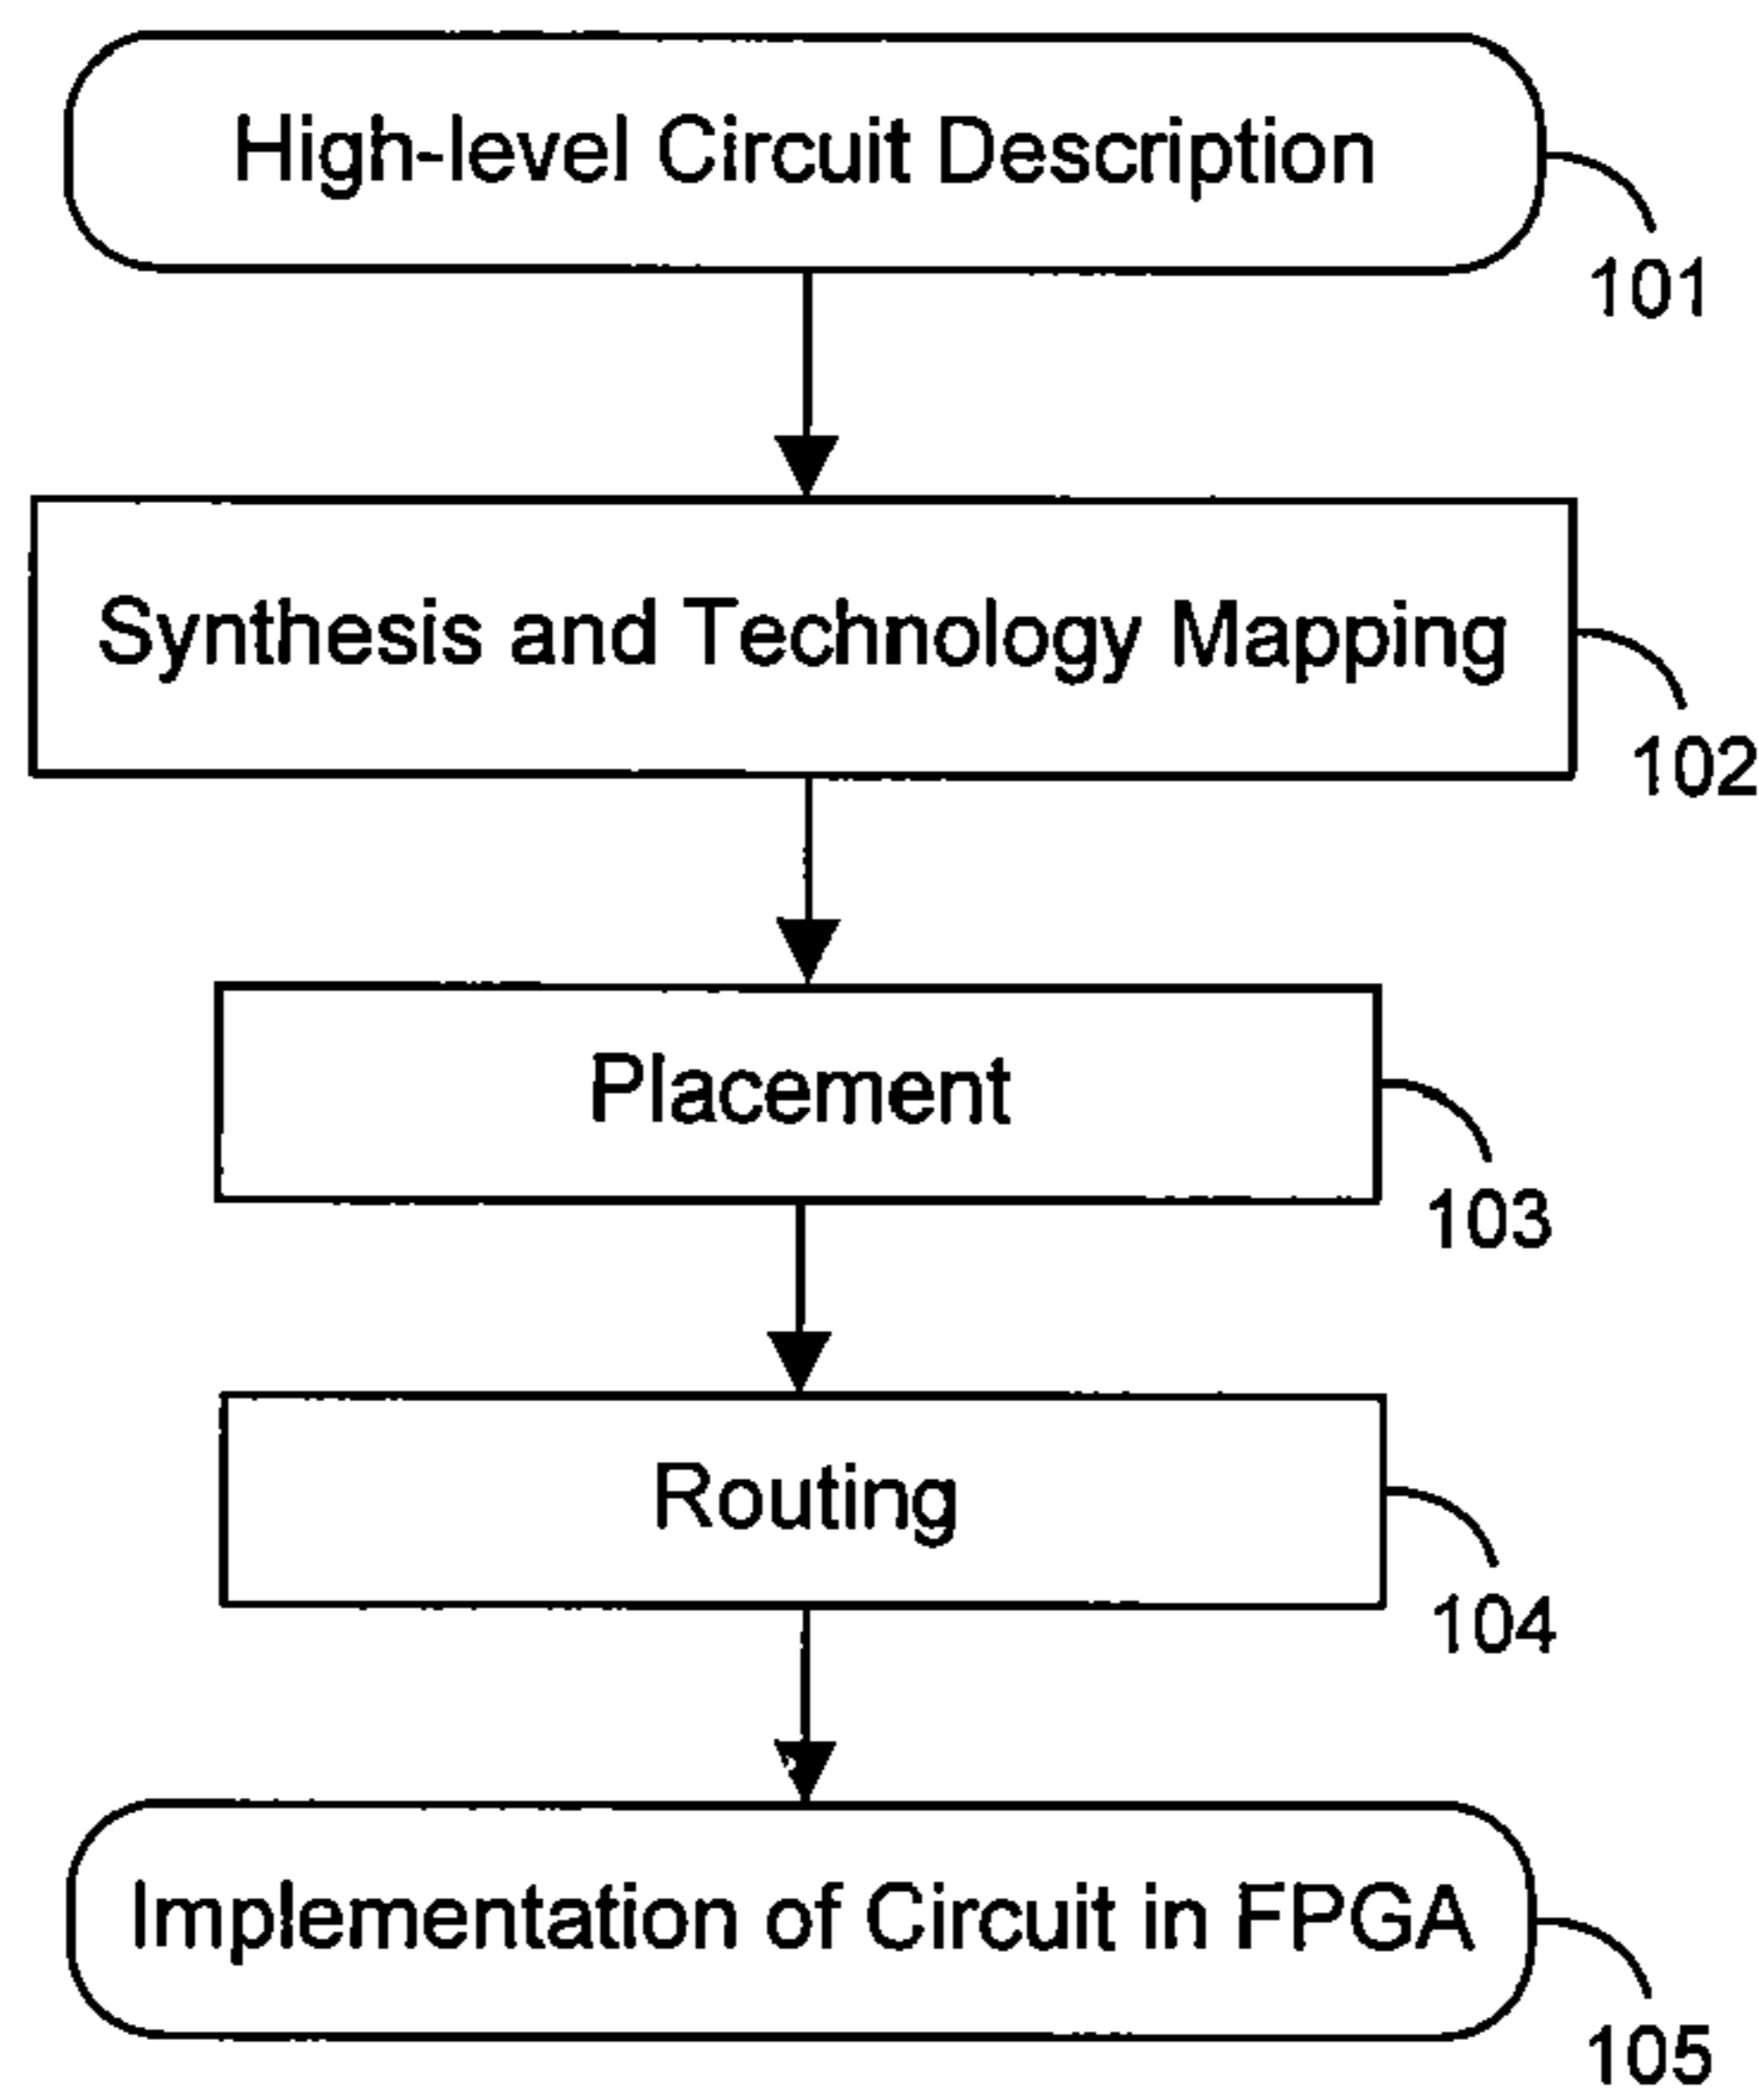 High-level Circuit Description
101
Synthesis and Technology Mapping
102
Placement
103
Routing
104
Implementation of Circuit in FPGA
105